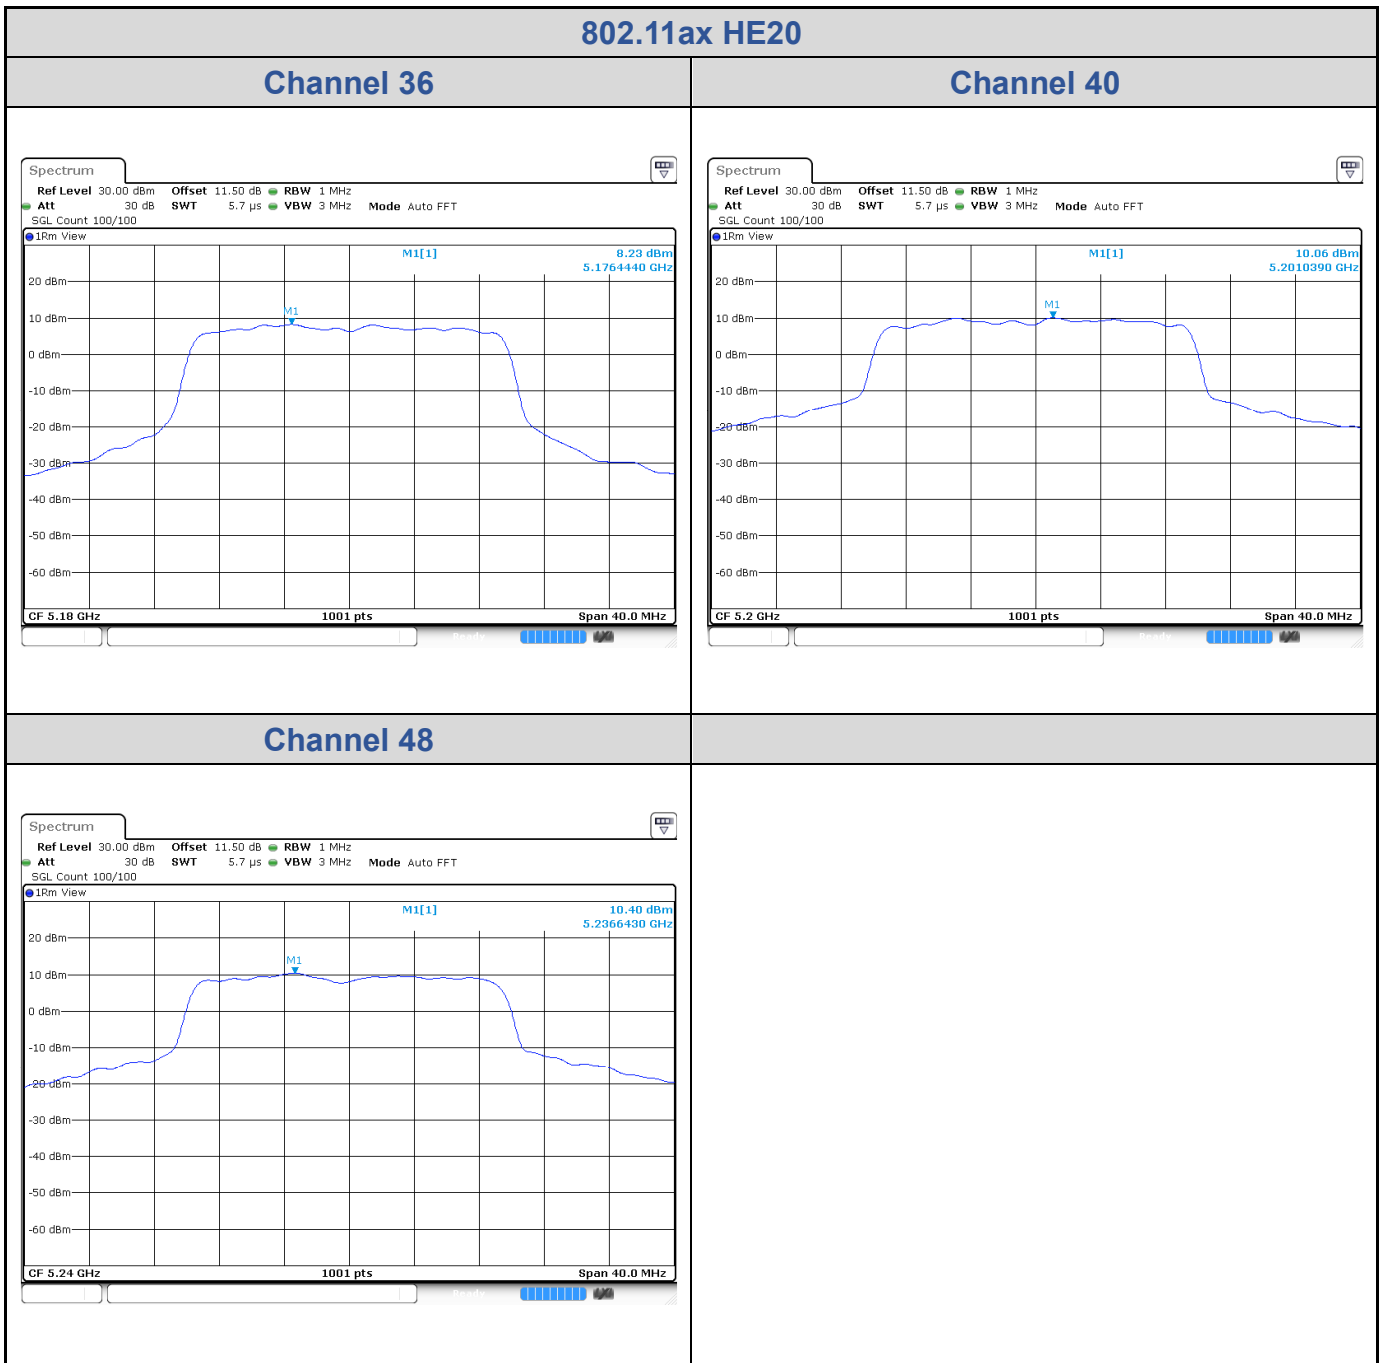 802.11ax HE20
Channel 36
Channel 40
Spectrum
Ref Level 30.00 dBm Offset 11.50 dB RBW 1 MHz
Att 30 dB SWT 5.7 µs VBW 3 MHz Mode Auto FFT
SGL Count 100/100
1Rm View
M1[1] 8.23 dBm
5.1764440 GHz
M1
20 dBm
10 dBm
0 dBm
-10 dBm
-20 dBm
-30 dBm
-40 dBm
-50 dBm
-60 dBm
CF 5.18 GHz 1001 pts Span 40.0 MHz
Ready
Spectrum
Ref Level 30.00 dBm Offset 11.50 dB RBW 1 MHz
Att 30 dB SWT 5.7 µs VBW 3 MHz Mode Auto FFT
SGL Count 100/100
1Rm View
M1[1] 10.06 dBm
5.2010390 GHz
M1
20 dBm
10 dBm
0 dBm
-10 dBm
-20 dBm
-30 dBm
-40 dBm
-50 dBm
-60 dBm
CF 5.2 GHz 1001 pts Span 40.0 MHz
Ready
Channel 48
Spectrum
Ref Level 30.00 dBm Offset 11.50 dB RBW 1 MHz
Att 30 dB SWT 5.7 µs VBW 3 MHz Mode Auto FFT
SGL Count 100/100
1Rm View
M1[1] 10.40 dBm
5.2366430 GHz
M1
20 dBm
10 dBm
0 dBm
-10 dBm
-20 dBm
-30 dBm
-40 dBm
-50 dBm
-60 dBm
CF 5.24 GHz 1001 pts Span 40.0 MHz
Ready